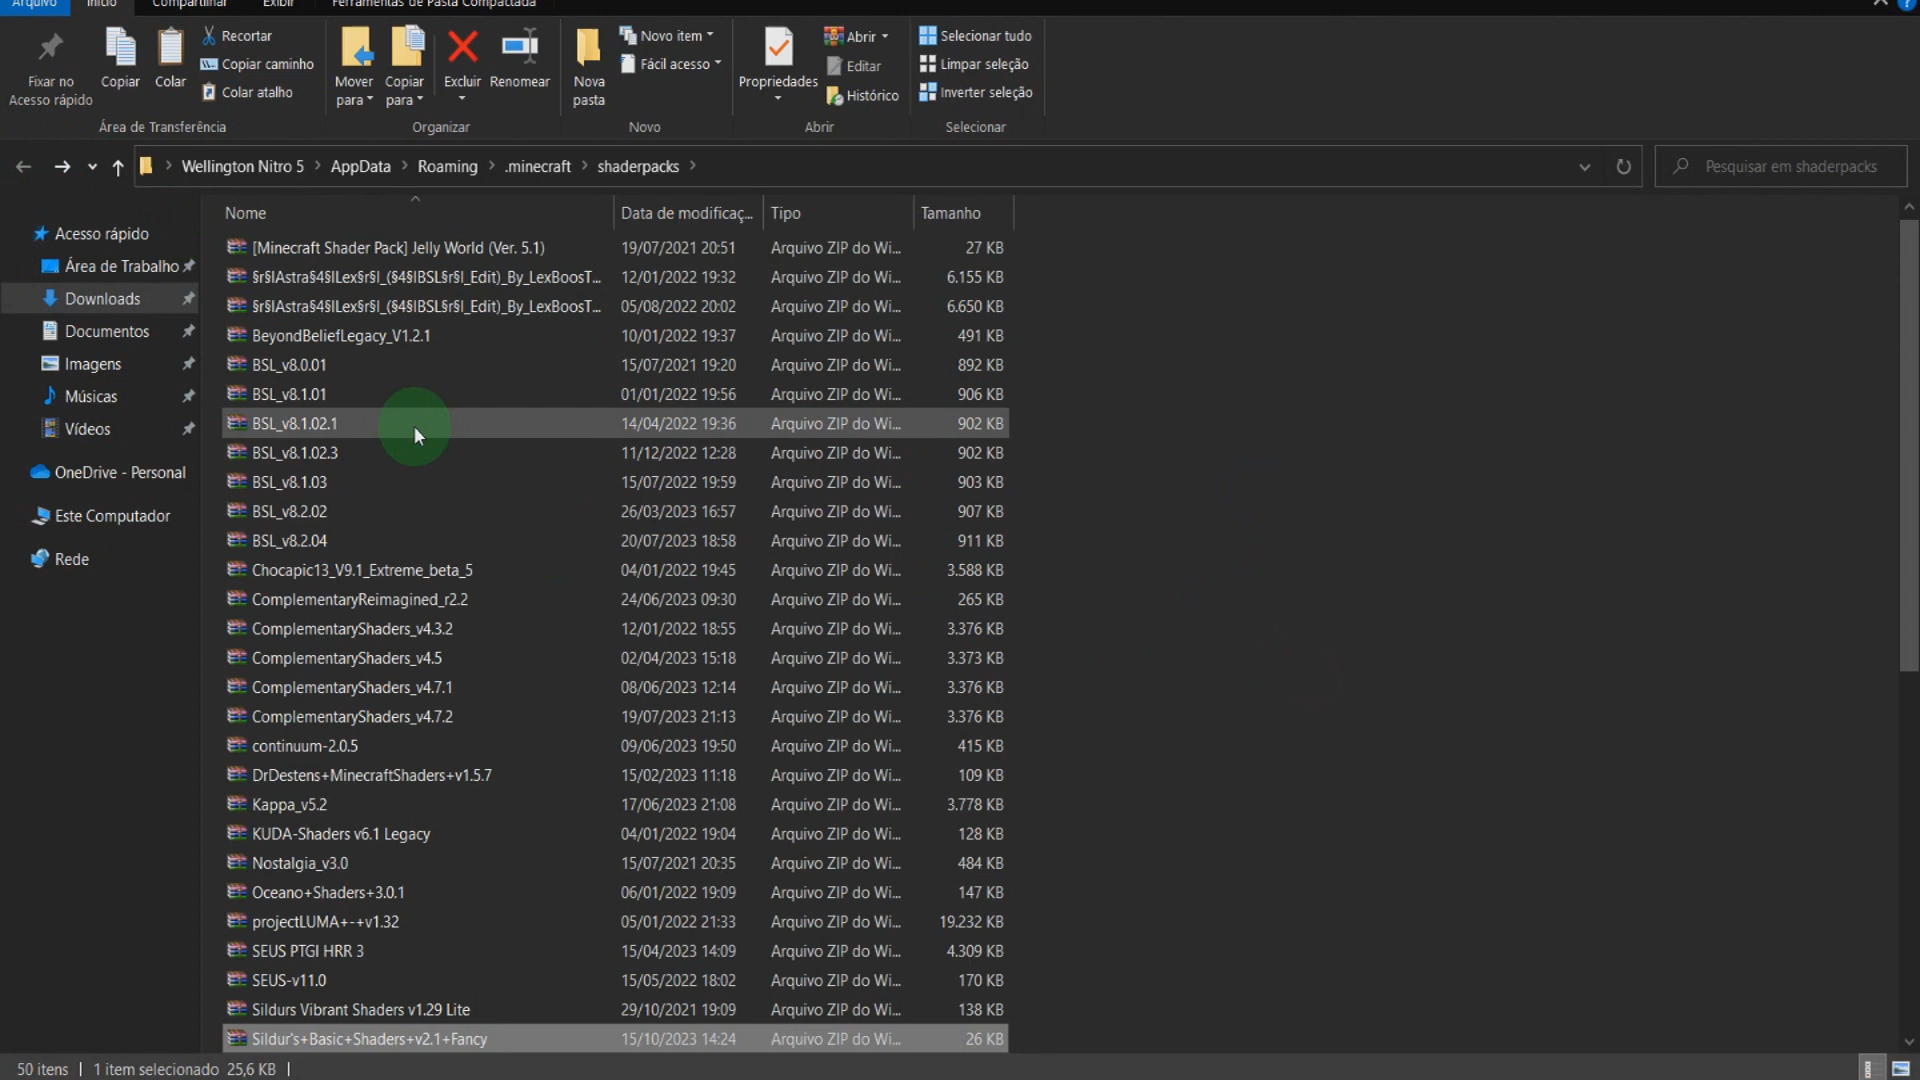 Arquivo Início Compartilhar Exibir Ferramentas de Pasta Compactada
Fixar no
Acesso rápido
Copiar
Colar
Recortar
Copiar caminho
Colar atalho
Área de Transferência
Mover
para
Copiar
para
Excluir
Renomear
Organizar
Nova
pasta
Novo item
Fácil acesso
Novo
Propriedades
Abrir
Editar
Histórico
Abrir
Selecionar tudo
Limpar seleção
Inverter seleção
Selecionar
Wellington Nitro 5 > AppData > Roaming > .minecraft > shaderpacks >
Pesquisar em shaderpacks
Acesso rápido
Área de Trabalho
Downloads
Documentos
Imagens
Músicas
Vídeos
OneDrive - Personal
Este Computador
Rede
Nome Data de modificaç... Tipo Tamanho
[Minecraft Shader Pack] Jelly World (Ver. 5.1) 19/07/2021 20:51 Arquivo ZIP do Wi... 27 KB
§r§lAstra§4§lLex§r§l_(§4§lBSL§r§l_Edit)_By_LexBoosT... 12/01/2022 19:32 Arquivo ZIP do Wi... 6.155 KB
§r§lAstra§4§lLex§r§l_(§4§lBSL§r§l_Edit)_By_LexBoosT... 05/08/2022 20:02 Arquivo ZIP do Wi... 6.650 KB
BeyondBeliefLegacy_V1.2.1 10/01/2022 19:37 Arquivo ZIP do Wi... 491 KB
BSL_v8.0.01 15/07/2021 19:20 Arquivo ZIP do Wi... 892 KB
BSL_v8.1.01 01/01/2022 19:56 Arquivo ZIP do Wi... 906 KB
BSL_v8.1.02.1 14/04/2022 19:36 Arquivo ZIP do Wi... 902 KB
BSL_v8.1.02.3 11/12/2022 12:28 Arquivo ZIP do Wi... 902 KB
BSL_v8.1.03 15/07/2022 19:59 Arquivo ZIP do Wi... 903 KB
BSL_v8.2.02 26/03/2023 16:57 Arquivo ZIP do Wi... 907 KB
BSL_v8.2.04 20/07/2023 18:58 Arquivo ZIP do Wi... 911 KB
Chocapic13_V9.1_Extreme_beta_5 04/01/2022 19:45 Arquivo ZIP do Wi... 3.588 KB
ComplementaryReimagined_r2.2 24/06/2023 09:30 Arquivo ZIP do Wi... 265 KB
ComplementaryShaders_v4.3.2 12/01/2022 18:55 Arquivo ZIP do Wi... 3.376 KB
ComplementaryShaders_v4.5 02/04/2023 15:18 Arquivo ZIP do Wi... 3.373 KB
ComplementaryShaders_v4.7.1 08/06/2023 12:14 Arquivo ZIP do Wi... 3.376 KB
ComplementaryShaders_v4.7.2 19/07/2023 21:13 Arquivo ZIP do Wi... 3.376 KB
continuum-2.0.5 09/06/2023 19:50 Arquivo ZIP do Wi... 415 KB
DrDestens+MinecraftShaders+v1.5.7 15/02/2023 11:18 Arquivo ZIP do Wi... 109 KB
Kappa_v5.2 17/06/2023 21:08 Arquivo ZIP do Wi... 3.778 KB
KUDA-Shaders v6.1 Legacy 04/01/2022 19:04 Arquivo ZIP do Wi... 128 KB
Nostalgia_v3.0 15/07/2021 20:35 Arquivo ZIP do Wi... 484 KB
Oceano+Shaders+3.0.1 06/01/2022 19:09 Arquivo ZIP do Wi... 147 KB
projectLUMA+-+v1.32 05/01/2022 21:33 Arquivo ZIP do Wi... 19.232 KB
SEUS PTGI HRR 3 15/04/2023 14:09 Arquivo ZIP do Wi... 4.309 KB
SEUS-v11.0 15/05/2022 18:02 Arquivo ZIP do Wi... 170 KB
Sildurs Vibrant Shaders v1.29 Lite 29/10/2021 19:09 Arquivo ZIP do Wi... 138 KB
Sildur's+Basic+Shaders+v2.1+Fancy 15/10/2023 14:24 Arquivo ZIP do Wi... 26 KB
50 itens | 1 item selecionado 25,6 KB |